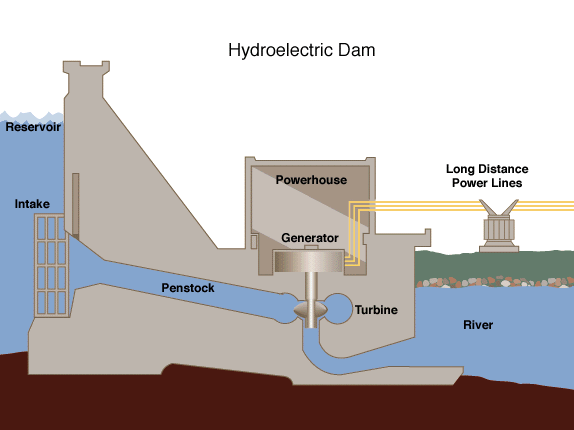 Hydroelectric Dam
Reservoir
Intake
Powerhouse
Long Distance
Power Lines
Generator
Penstock
Turbine
River